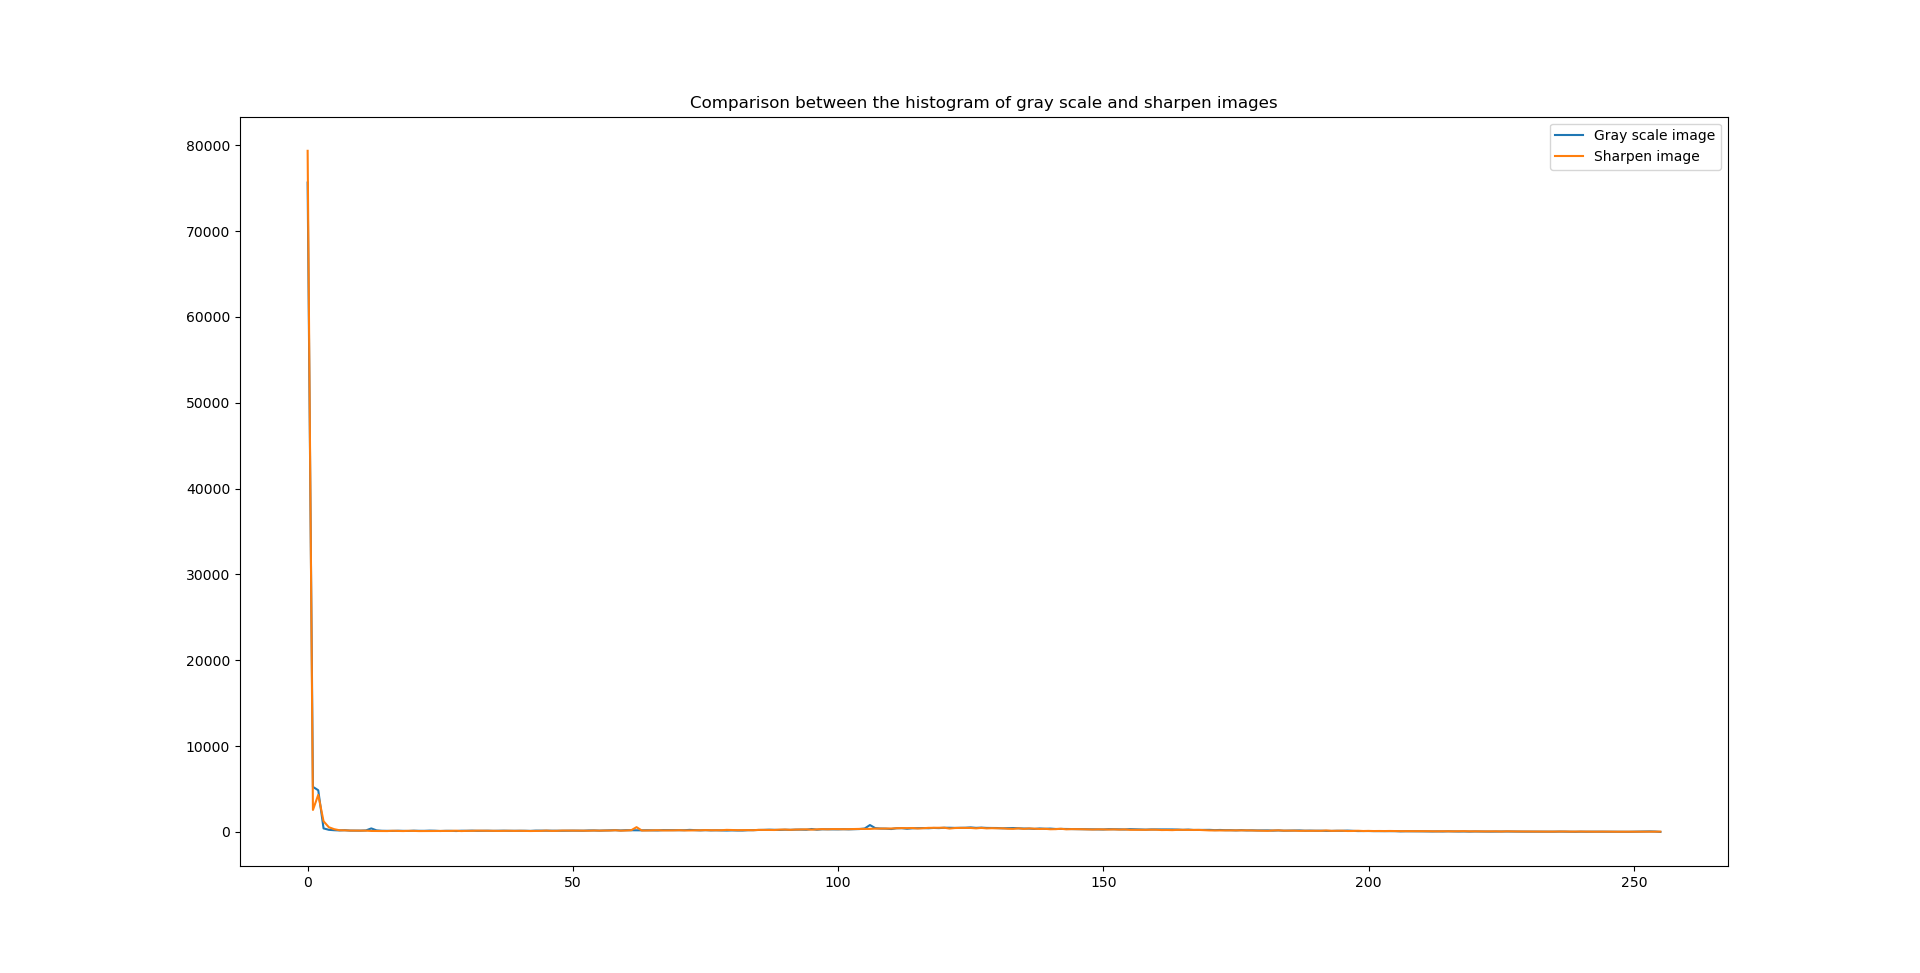 Comparison between the histogram of gray scale and sharpen images
Gray scale image
Sharpen image
80000
70000
60000
50000
40000
30000
20000
10000
0
0 50 100 150 200 250